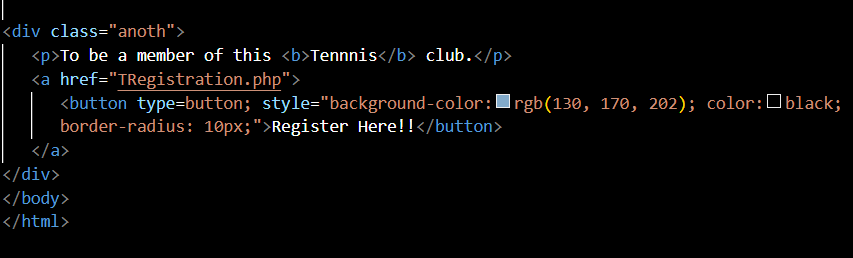 <div class="anoth">
<p>To be a member of this <b>Tennnis</b> club.</p>
<a href="TRegistration.php">
<button type=button; style="background-color:rgb(130, 170, 202); color:black;
border-radius: 10px;">Register Here!!</button>
</a>
</div>
</body>
</html>